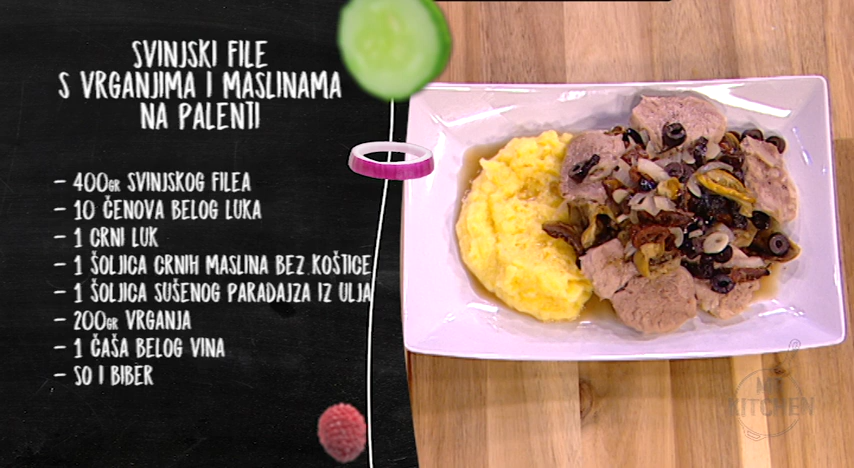 SVINJSKI FILE
S VRGANJIMA I MASLINAMA
NA PALENTI
- 400GR SVINJSKOG FILEA
- 10 ČENOVA BELOG LUKA
- 1 CRNI LUK
- 1 ŠOLJICA CRNIH MASLINA BEZ KOŠTICE
- 1 ŠOLJICA SUŠENOG PARADAJZA IZ ULJA
- 200GR VRGANJA
- 1 ČAŠA BELOG VINA
- SO I BIBER
KITCHEN